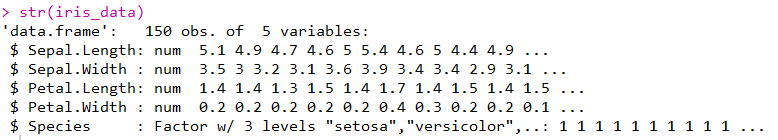 > str(iris_data)
'data.frame':   150 obs. of  5 variables:
 $ Sepal.Length: num  5.1 4.9 4.7 4.6 5 5.4 4.6 5 4.4 4.9 ...
 $ Sepal.Width : num  3.5 3 3.2 3.1 3.6 3.9 3.4 3.4 2.9 3.1 ...
 $ Petal.Length: num  1.4 1.4 1.3 1.5 1.4 1.7 1.4 1.5 1.4 1.5 ...
 $ Petal.Width : num  0.2 0.2 0.2 0.2 0.2 0.4 0.3 0.2 0.2 0.1 ...
 $ Species     : Factor w/ 3 levels "setosa","versicolor",..: 1 1 1 1 1 1 1 1 1 1 ...